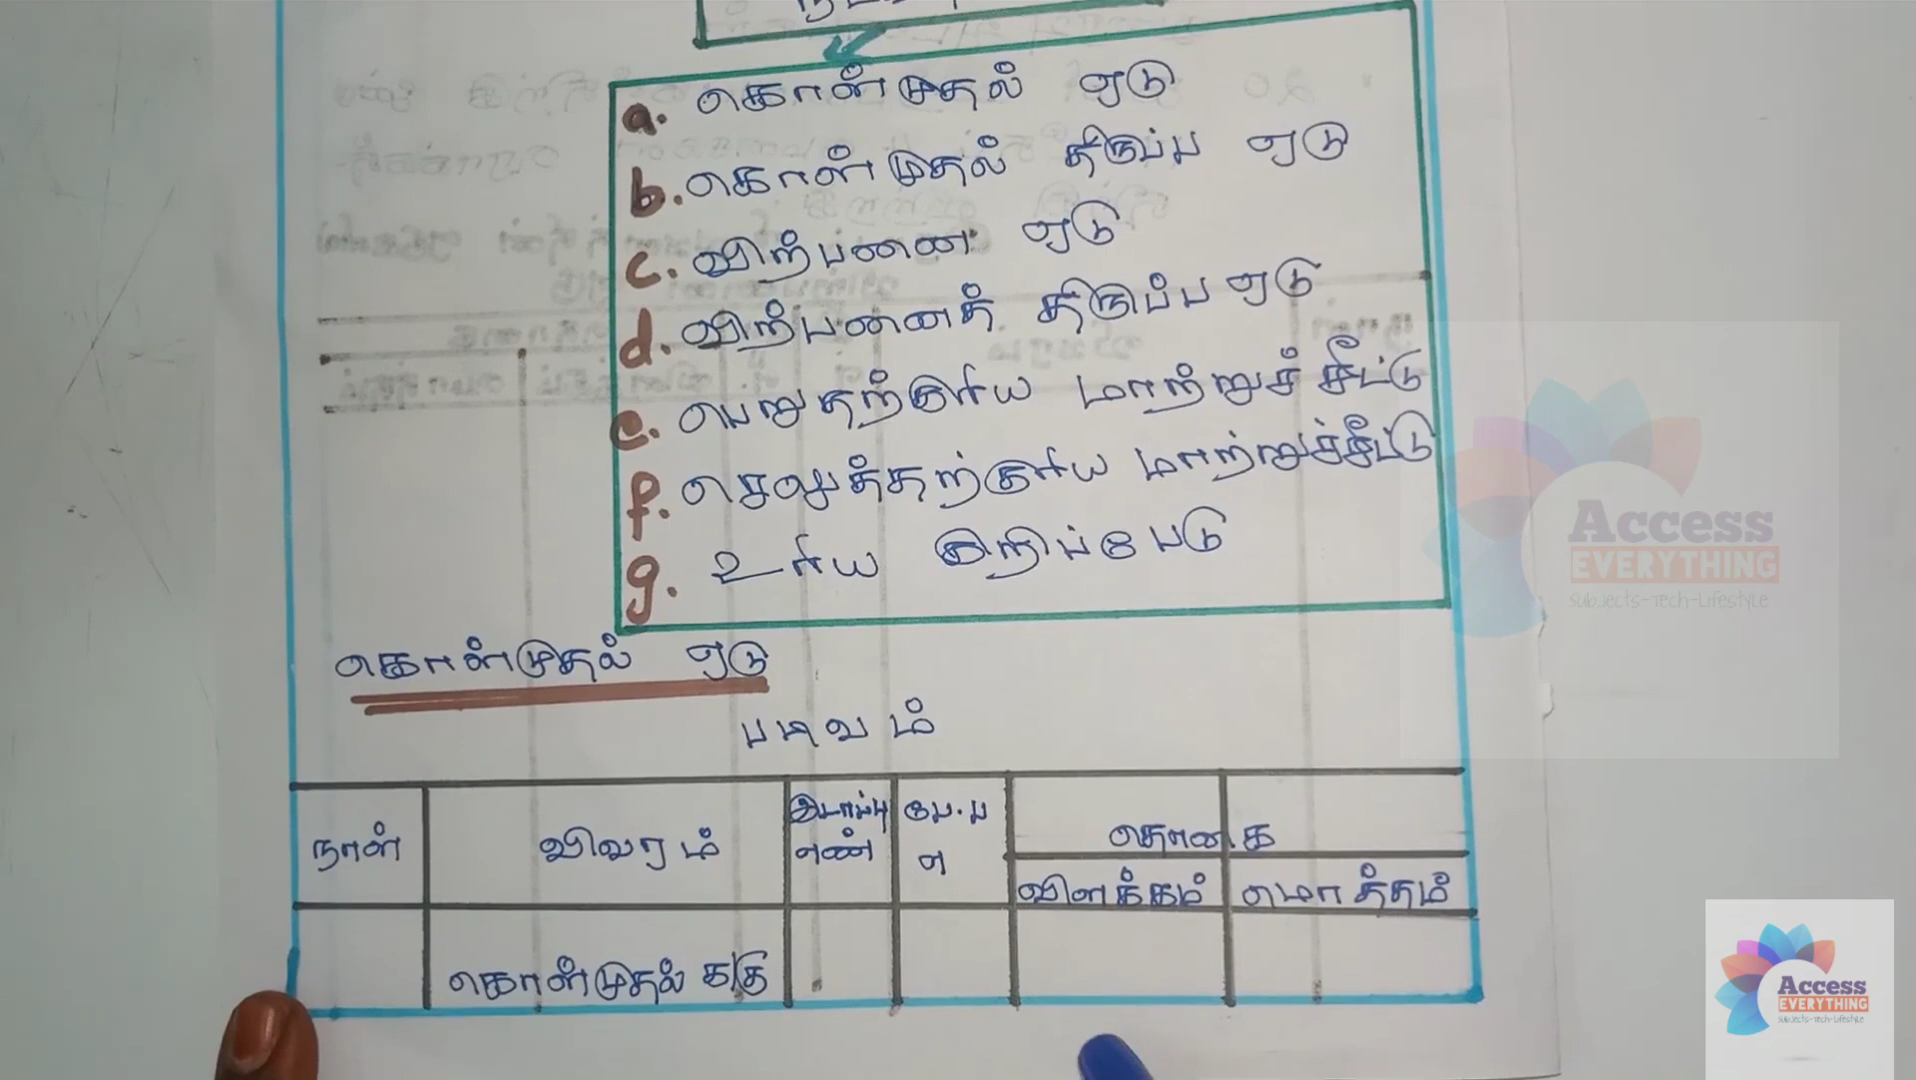 a. கொள்முதல் ஏடு
b. கொள்முதல் திருப்ப ஏடு
c. விற்பனை ஏடு
d. விற்பனைத் திருப்ப ஏடு
e. பெறுதற்குரிய மாற்றுச் சீட்டு
f. செலுத்தற்குரிய மாற்றுச்சீட்டு
g. உரிய குறிப்பேடு
கொள்முதல் ஏடு
படிவம்
நாள் விவரம் இடாப்பு எண் பே.ப எ தொகை
விளக்கம் மொத்தம்
கொள்முதல் க/கு
Access
EVERYTHING
Subjects-Tech-Lifestyle
Access
EVERYTHING
Subjects-Tech-Lifestyle